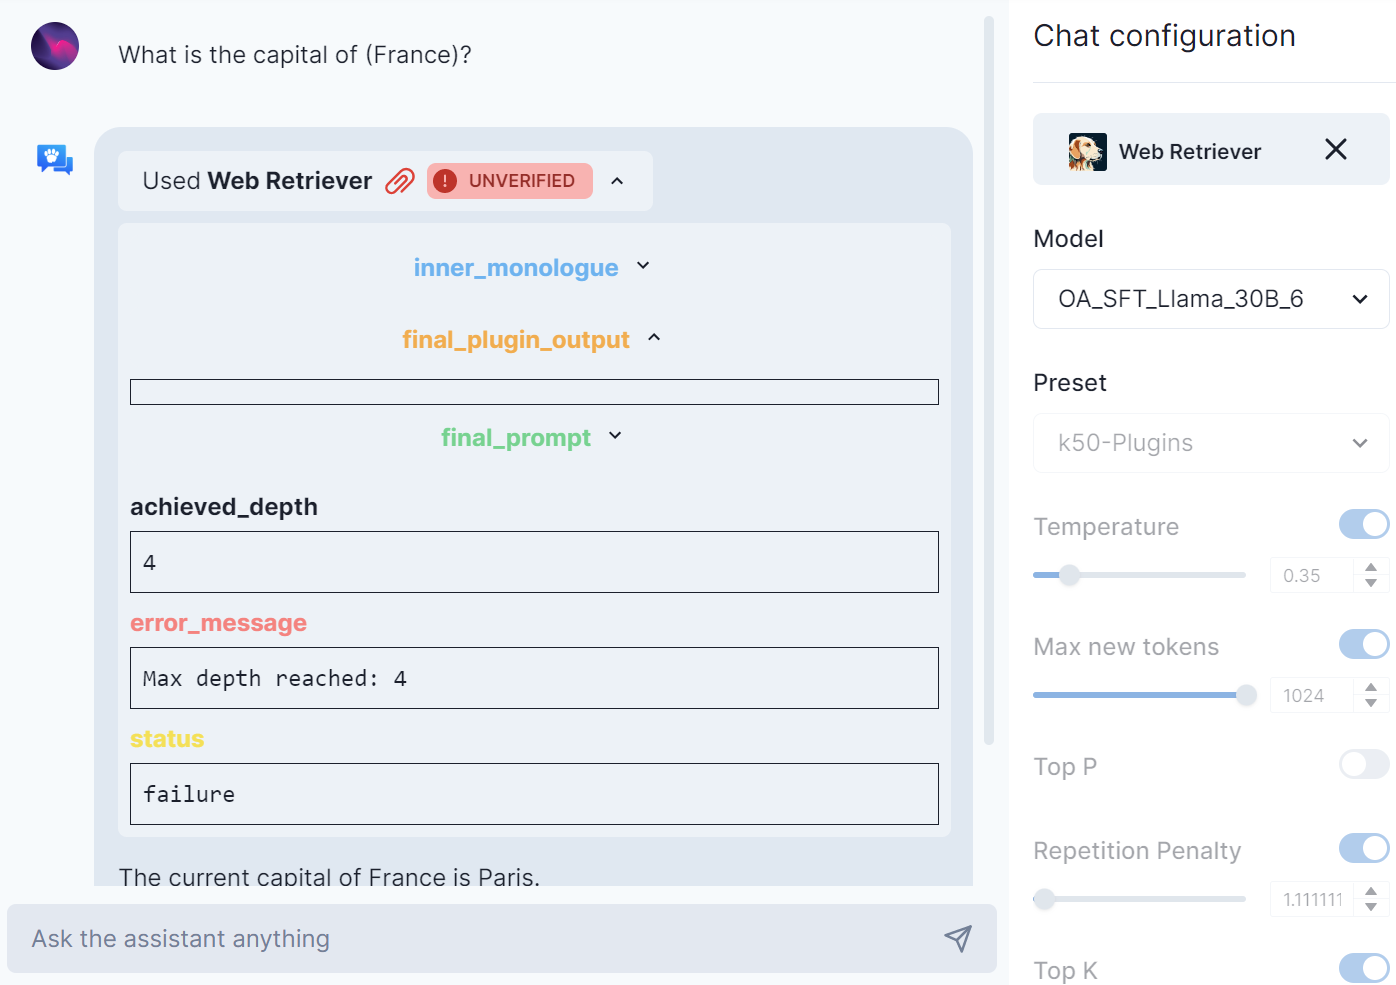 What is the capital of (France)?
Used Web Retriever UNVERIFIED
inner_monologue
final_plugin_output
final_prompt
achieved_depth
4
error_message
Max depth reached: 4
status
failure
The current capital of France is Paris.
Ask the assistant anything
Chat configuration
Web Retriever
Model
OA_SFT_Llama_30B_6
Preset
k50-Plugins
Temperature
0.35
Max new tokens
1024
Top P
Repetition Penalty
1.111111
Top K